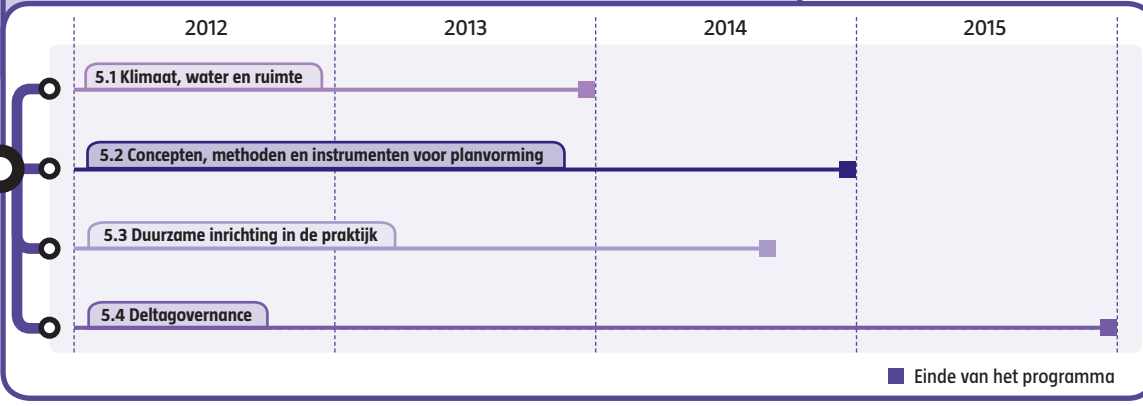 2012 2013 2014 2015
5.1 Klimaat, water en ruimte
5.2 Concepten, methoden en instrumenten voor planvorming
5.3 Duurzame inrichting in de praktijk
5.4 Deltagovernance
Einde van het programma